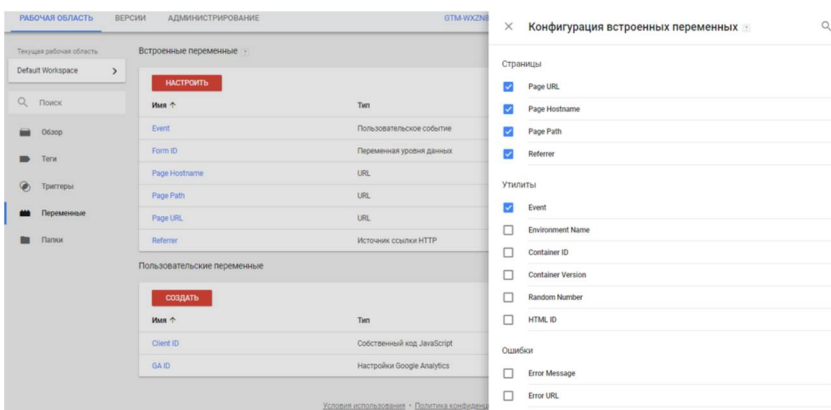 РАБОЧАЯ ОБЛАСТЬ ВЕРСИИ АДМИНИСТРИРОВАНИЕ GTM-WXZN8
Текущая рабочая область
Default Workspace
Поиск
Обзор
Теги
Триггеры
Переменные
Папки
Встроенные переменные ?
НАСТРОИТЬ
Имя ↑ Тип
Event Пользовательское событие
Form ID Переменная уровня данных
Page Hostname URL
Page Path URL
Page URL URL
Referrer Источник ссылки HTTP
Пользовательские переменные
СОЗДАТЬ
Имя ↑ Тип
Client ID Собственный код JavaScript
GA ID Настройки Google Analytics
Условия использования • Политика конфиденц
Конфигурация встроенных переменных ?
Страницы
Page URL
Page Hostname
Page Path
Referrer
Утилиты
Event
Environment Name
Container ID
Container Version
Random Number
HTML ID
Ошибки
Error Message
Error URL